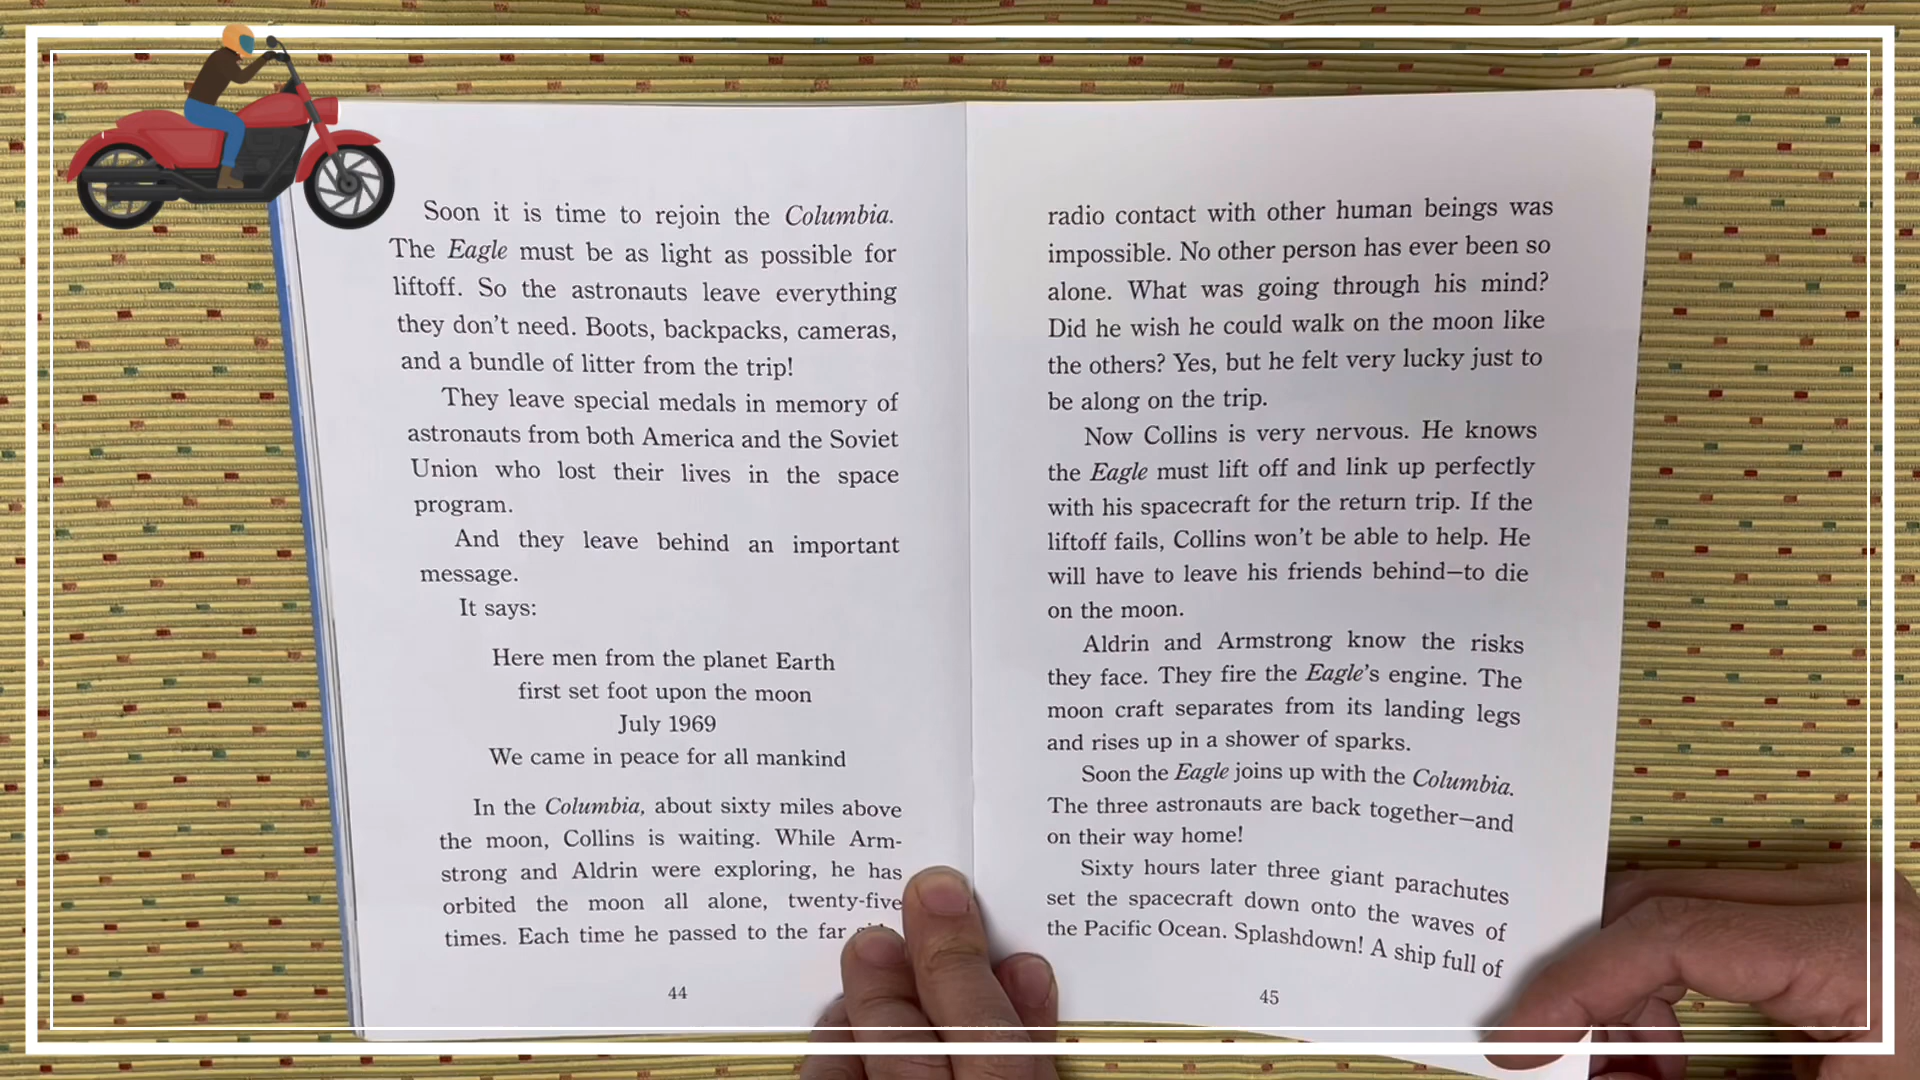 Soon it is time to rejoin the Columbia.
The Eagle must be as light as possible for
liftoff. So the astronauts leave everything
they don't need. Boots, backpacks, cameras,
and a bundle of litter from the trip!
They leave special medals in memory of
astronauts from both America and the Soviet
Union who lost their lives in the space
program.
And they leave behind an important
message.
It says:
Here men from the planet Earth
first set foot upon the moon
July 1969
We came in peace for all mankind
In the Columbia, about sixty miles above
the moon, Collins is waiting. While Arm-
strong and Aldrin were exploring, he has
orbited the moon all alone, twenty-five
times. Each time he passed to the far
44
radio contact with other human beings was
impossible. No other person has ever been so
alone. What was going through his mind?
Did he wish he could walk on the moon like
the others? Yes, but he felt very lucky just to
be along on the trip.
Now Collins is very nervous. He knows
the Eagle must lift off and link up perfectly
with his spacecraft for the return trip. If the
liftoff fails, Collins won't be able to help. He
will have to leave his friends behind—to die
on the moon.
Aldrin and Armstrong know the risks
they face. They fire the Eagle's engine. The
moon craft separates from its landing legs
and rises up in a shower of sparks.
Soon the Eagle joins up with the Columbia.
The three astronauts are back together—and
on their way home!
Sixty hours later three giant parachutes
set the spacecraft down onto the waves of
the Pacific Ocean. Splashdown! A ship full of
45